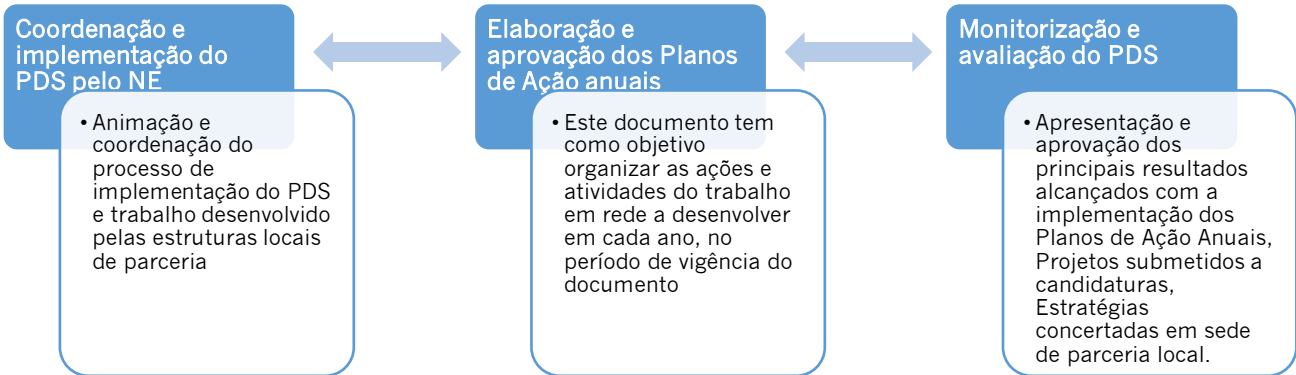 Coordenação e
implementação do
PDS pelo NE
• Animação e
coordenação do
processo de
implementação do PDS
e trabalho desenvolvido
pelas estruturas locais
de parceria
Elaboração e
aprovação dos Planos
de Ação anuais
• Este documento tem
como objetivo
organizar as ações e
atividades do trabalho
em rede a desenvolver
em cada ano, no
período de vigência do
documento
Monitorização e
avaliação do PDS
• Apresentação e
aprovação dos
principais resultados
alcançados com a
implementação dos
Planos de Ação Anuais,
Projetos submetidos a
candidaturas,
Estratégias
concertadas em sede
de parceria local.